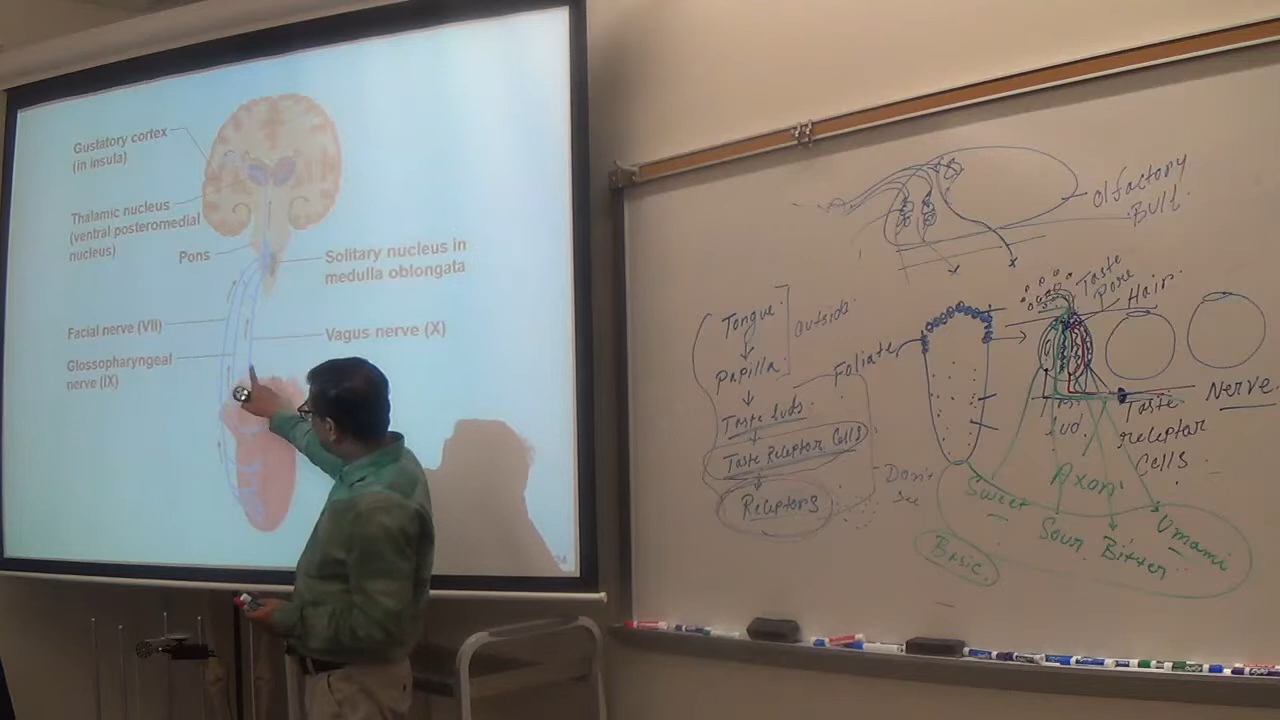 Gustatory cortex
(in insula)
Thalamic nucleus
(ventral posteromedial
nucleus)
Pons
Solitary nucleus in
medulla oblongata
Facial nerve (VII)
Vagus nerve (X)
Glossopharyngeal
nerve (IX)
Olfactory
Bulb
Tongue
outside
Papilla
Foliate
Taste buds
Taste Receptor Cells
Receptors
Don't
see
Taste
Pore
Hair
bud
Taste
receptor
Cells
Nerve
Axon
Sweet
Sour
Bitter
Umami
Basic